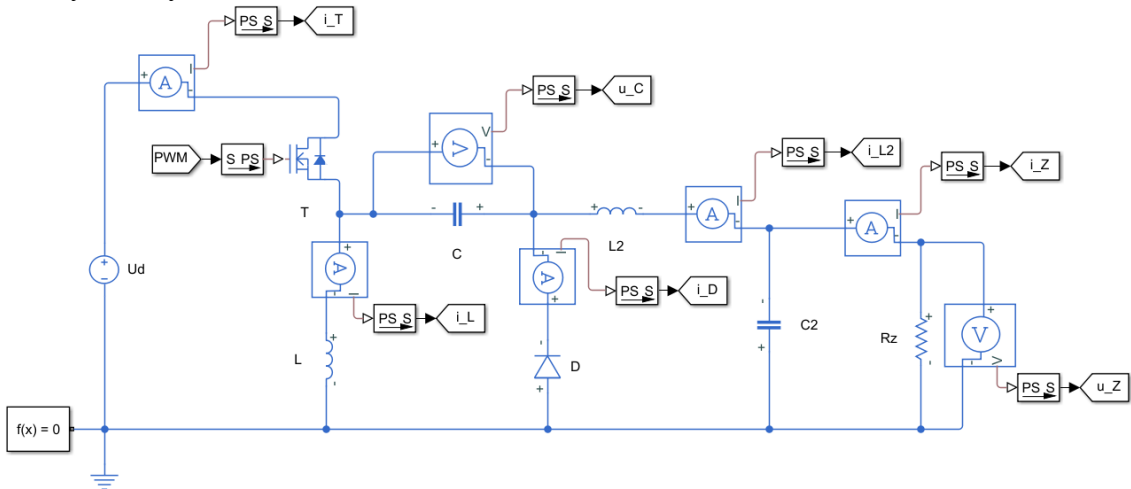 PS S
i_T
A
PS S
u_C
V
V
PWM
S PS
PS S
i_L2
PS S
i_Z
T
A
A
C
L2
A
A
PS S
i_D
Ud
PS S
i_L
C2
Rz
V
V
L
D
PS S
u_Z
f(x) = 0